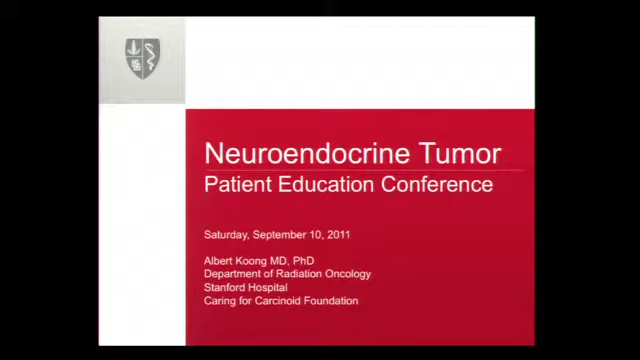 Neuroendocrine Tumor
Patient Education Conference
Saturday, September 10, 2011
Albert Koong MD, PhD
Department of Radiation Oncology
Stanford Hospital
Caring for Carcinoid Foundation